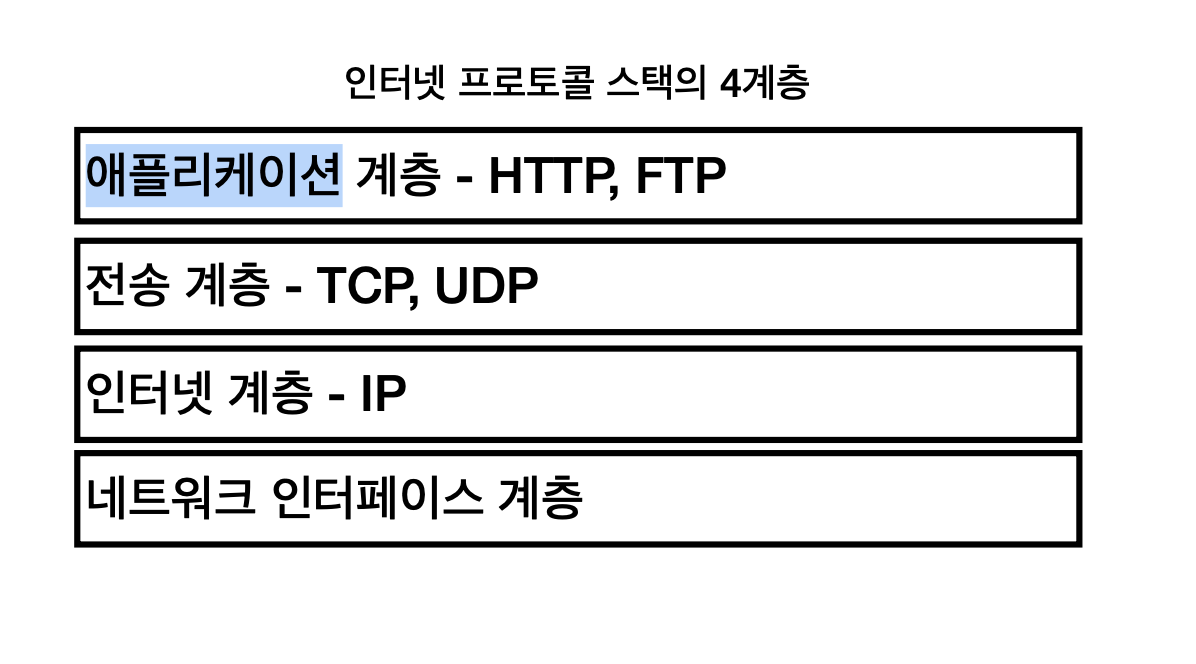 인터넷 프로토콜 스택의 4계층
애플리케이션 계층 - HTTP, FTP
전송 계층 - TCP, UDP
인터넷 계층 - IP
네트워크 인터페이스 계층